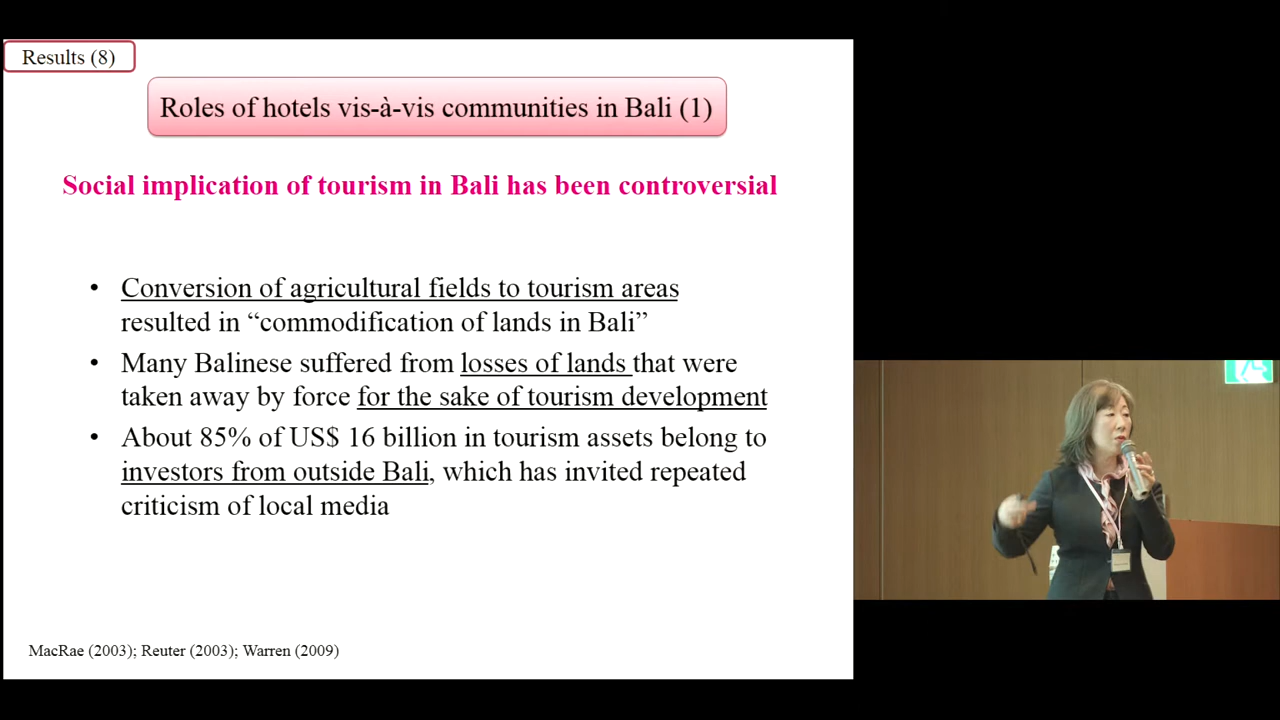 Results (8)
Roles of hotels vis-à-vis communities in Bali (1)
Social implication of tourism in Bali has been controversial
• Conversion of agricultural fields to tourism areas
resulted in “commodification of lands in Bali”
• Many Balinese suffered from losses of lands that were
taken away by force for the sake of tourism development
• About 85% of US$ 16 billion in tourism assets belong to
investors from outside Bali, which has invited repeated
criticism of local media
MacRae (2003); Reuter (2003); Warren (2009)